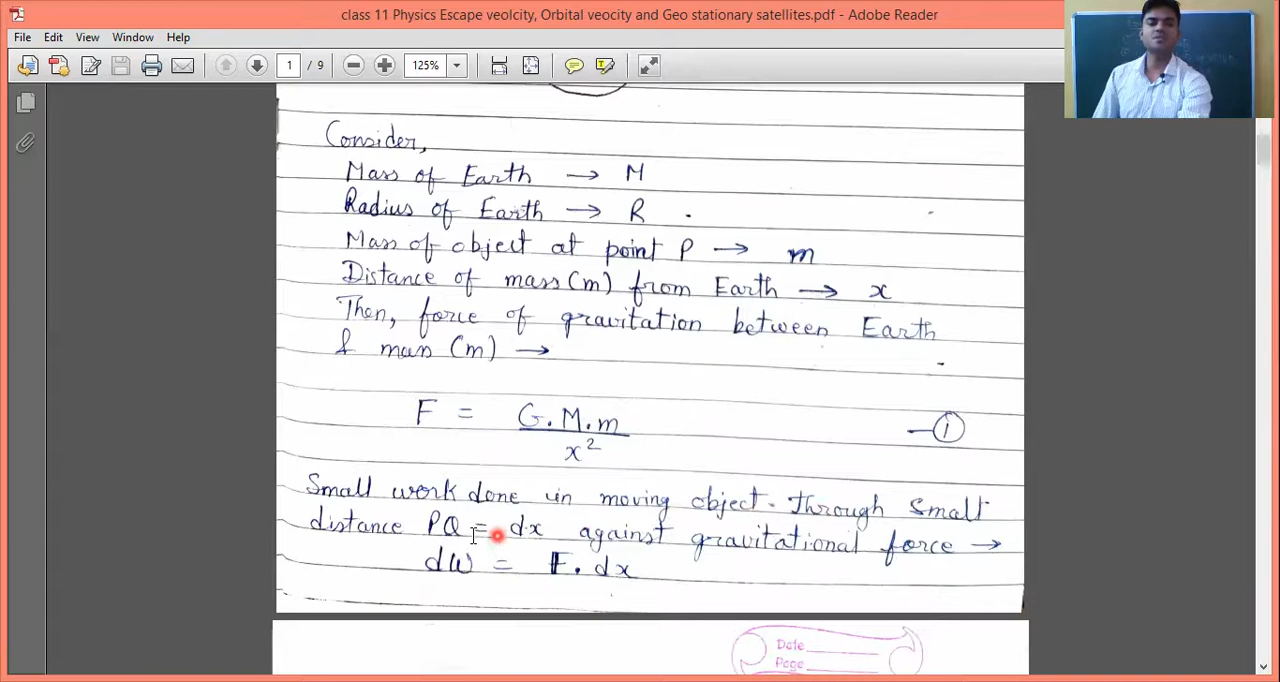 class 11 Physics Escape veolcity, Orbital veocity and Geo stationary satellites.pdf - Adobe Reader
File Edit View Window Help
1 / 9 125%
Consider,
Mass of Earth → M
Radius of Earth → R
Mass of object at point P → m
Distance of mass(m) from Earth → x
Then, force of gravitation between Earth
& mass (m) →
F = G.M.m / x² — (i)
Small work done in moving object through small
distance PQ = dx against gravitational force →
dW = F. dx
Date
Page